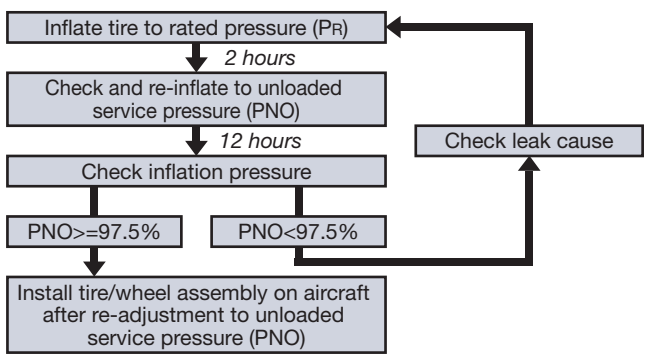 Inflate tire to rated pressure (PR)
2 hours
Check and re-inflate to unloaded
service pressure (PNO)
12 hours
Check inflation pressure
Check leak cause
PNO>=97.5%
PNO<97.5%
Install tire/wheel assembly on aircraft
after re-adjustment to unloaded
service pressure (PNO)